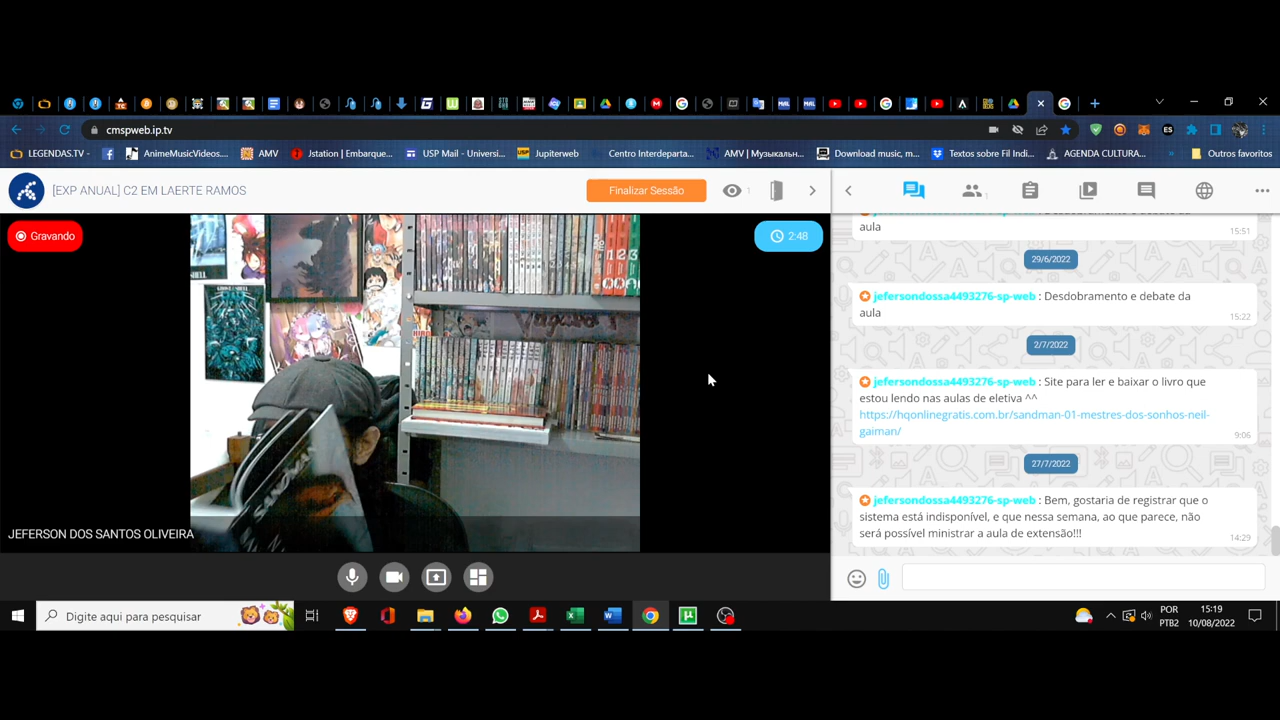 cmspweb.ip.tv
LEGENDAS.TV - AnimeMusicVideos.... AMV Jstation | Embarque... USP Mail - Universi... Jupiterweb Centro Interdeparta... AMV | Музыкальн... Download music, m... Textos sobre Fil Indi... AGENDA CULTURA... » Outros favoritos
[EXP ANUAL] C2 EM LAERTE RAMOS
Finalizar Sessão
1
1
Gravando
2:48
JEFERSON DOS SANTOS OLIVEIRA
aula
15:51
29/6/2022
jefersondossa4493276-sp-web : Desdobramento e debate da
aula
15:22
2/7/2022
jefersondossa4493276-sp-web : Site para ler e baixar o livro que
estou lendo nas aulas de eletiva ^^
https://hqonlinegratis.com.br/sandman-01-mestres-dos-sonhos-neil-
gaiman/
9:06
27/7/2022
jefersondossa4493276-sp-web : Bem, gostaria de registrar que o
sistema está indisponível, e que nessa semana, ao que parece, não
será possível ministrar a aula de extensão!!!
14:29
Digite aqui para pesquisar
POR
PTB2
15:19
10/08/2022